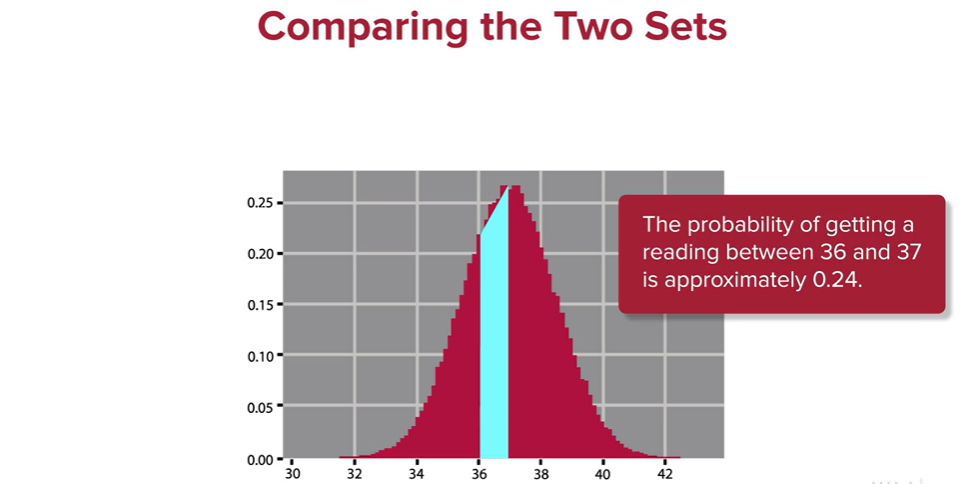 Comparing the Two Sets
0.25
0.20
0.15
0.10
0.05
0.00
30 32 34 36 38 40 42
The probability of getting a
reading between 36 and 37
is approximately 0.24.